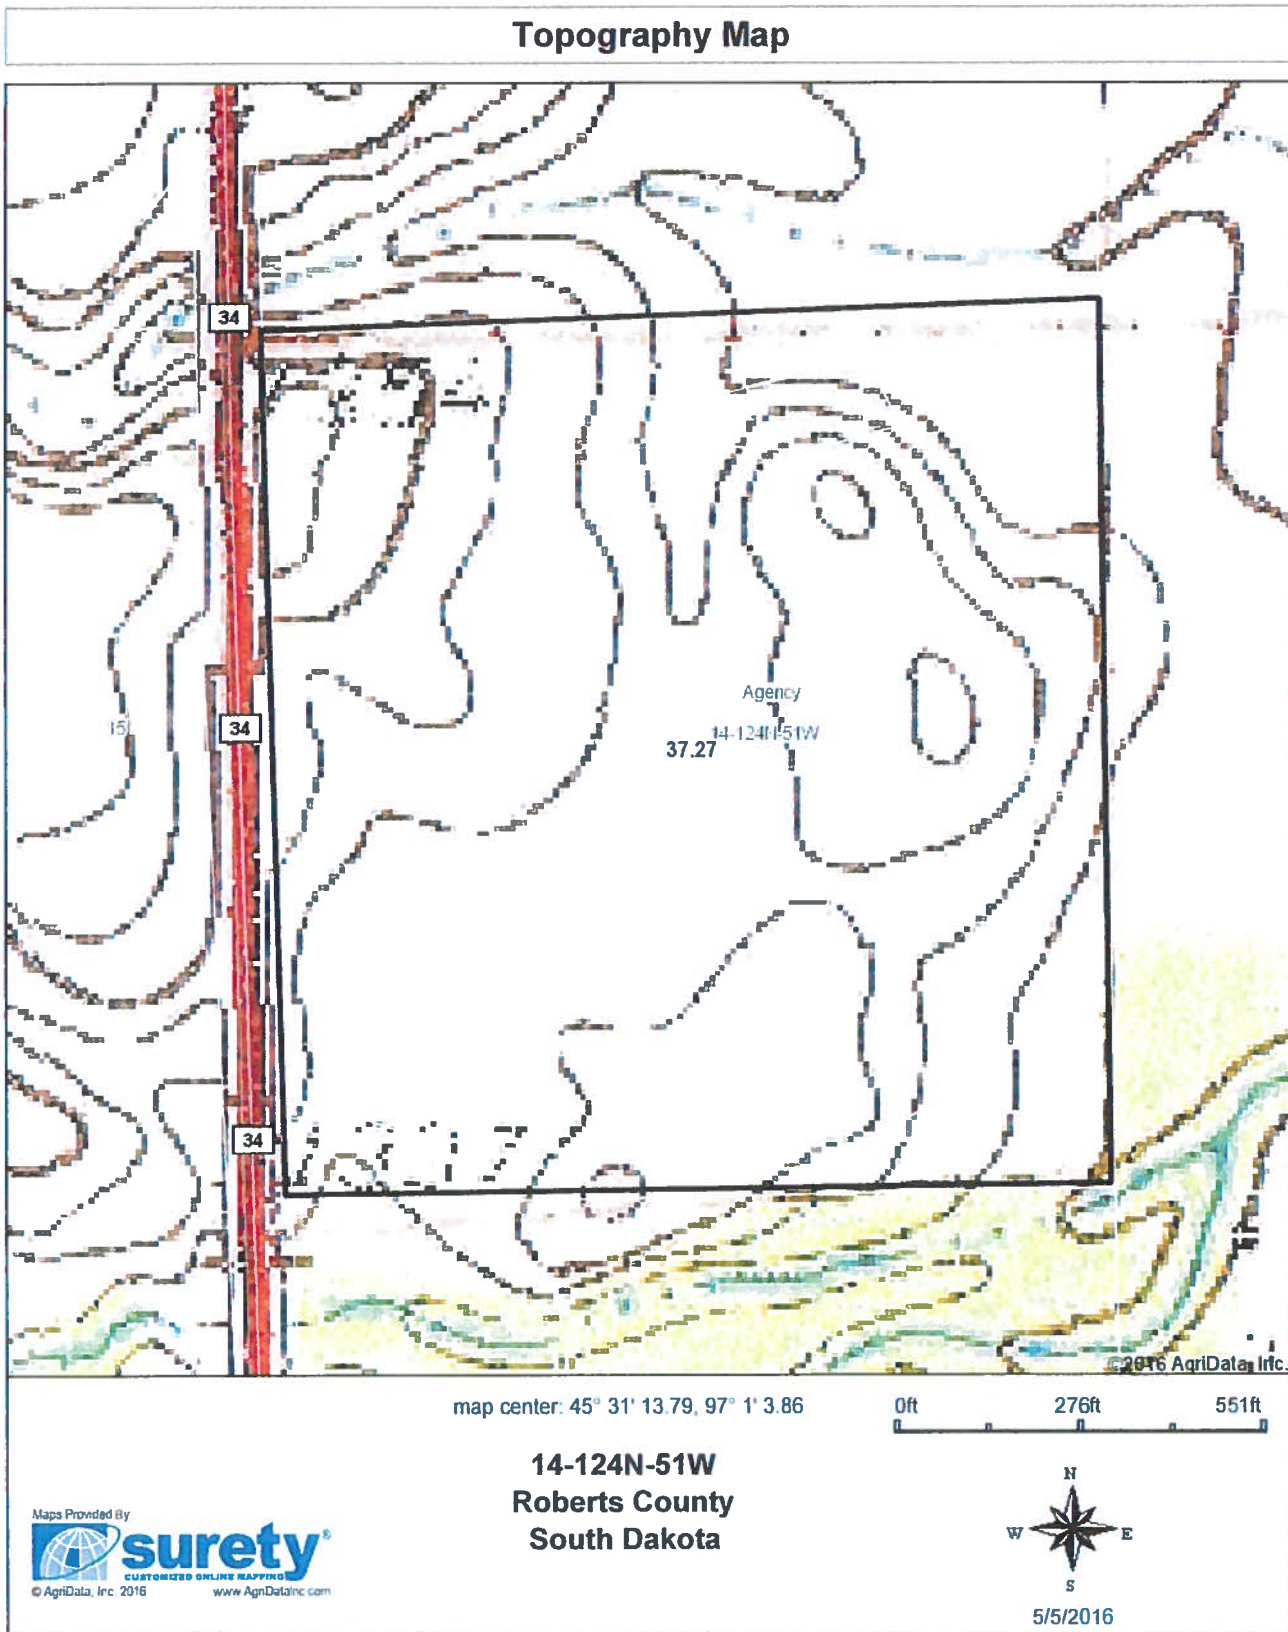 Topography Map
34
Agency
14-124N-51W
37.27
15
34
34
©2016 AgriData, Inc.
map center: 45° 31' 13.79, 97° 1' 3.86
0ft 276ft 551ft
14-124N-51W
Roberts County
South Dakota
Maps Provided By
surety®
CUSTOMIZED ONLINE MAPPING
© AgriData, Inc. 2016 www.AgriDataInc.com
N
W E
S
5/5/2016